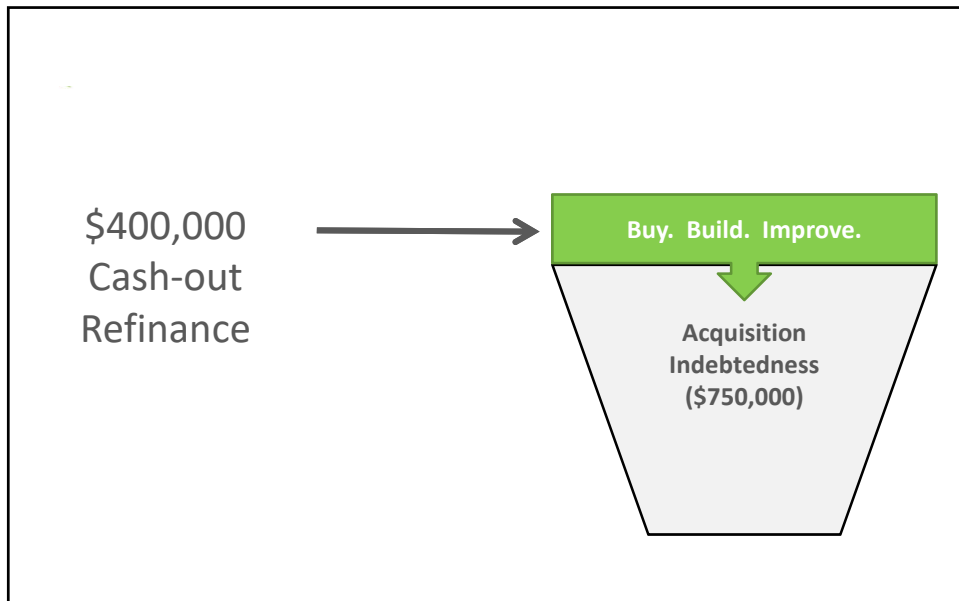 $400,000
Cash-out
Refinance
Buy. Build. Improve.
Acquisition
Indebtedness
($750,000)